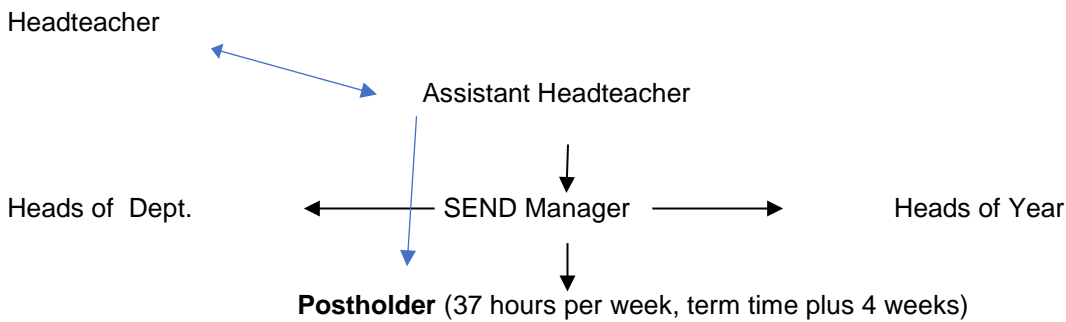 Headteacher
Assistant Headteacher
Heads of  Dept. SEND Manager Heads of Year
Postholder (37 hours per week, term time plus 4 weeks)